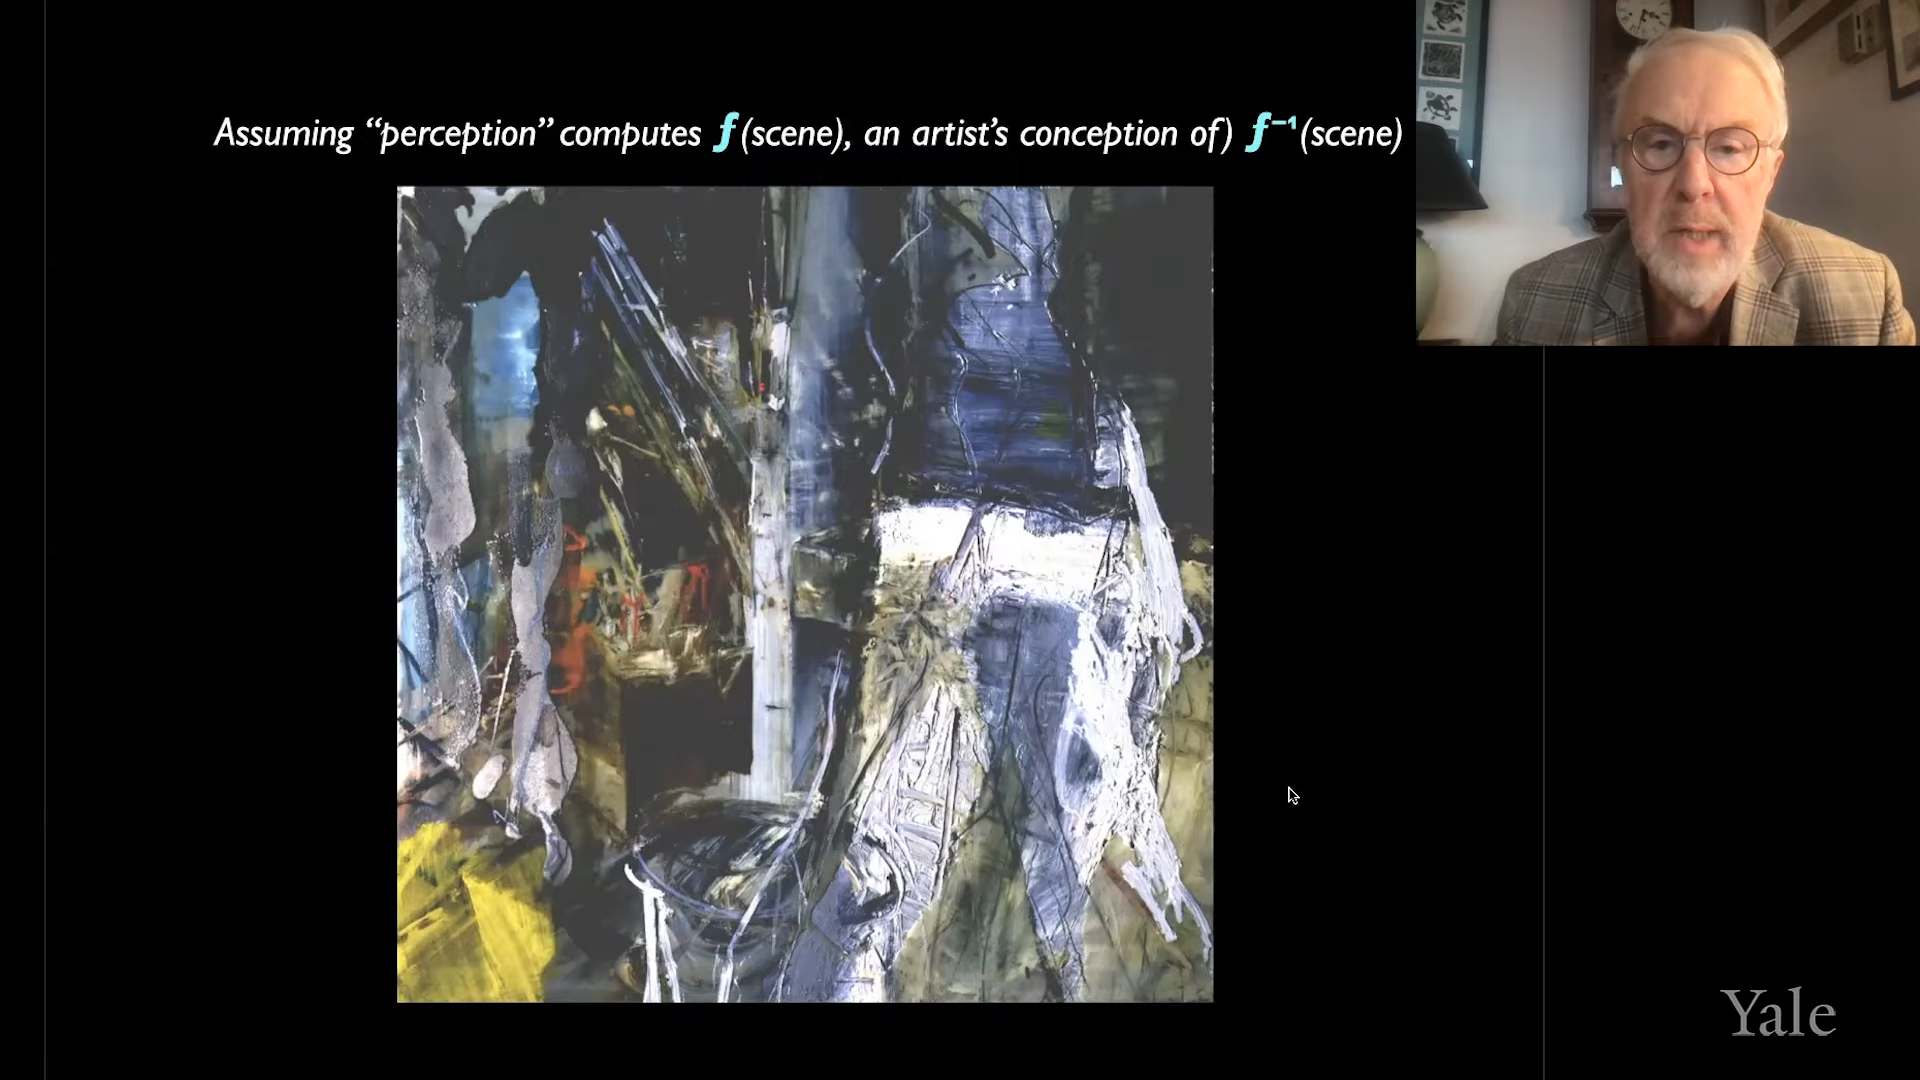 Assuming “perception” computes ƒ(scene), an artist’s conception of) ƒ⁻¹(scene)
Yale